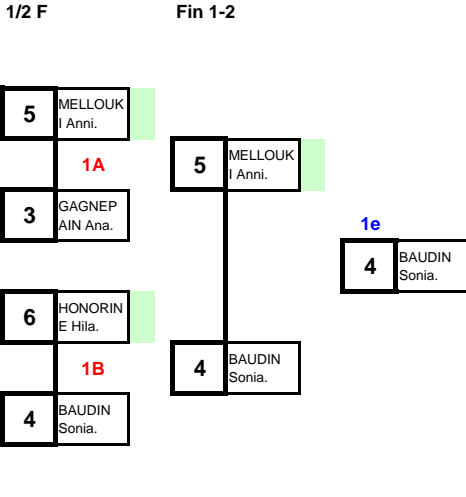 1/2 F
Fin 1-2
5
MELLOUK
I Anni.
1A
3
GAGNEP
AIN Ana.
6
HONORIN
E Hila.
1B
4
BAUDIN
Sonia.
5
MELLOUK
I Anni.
4
BAUDIN
Sonia.
1e
4
BAUDIN
Sonia.